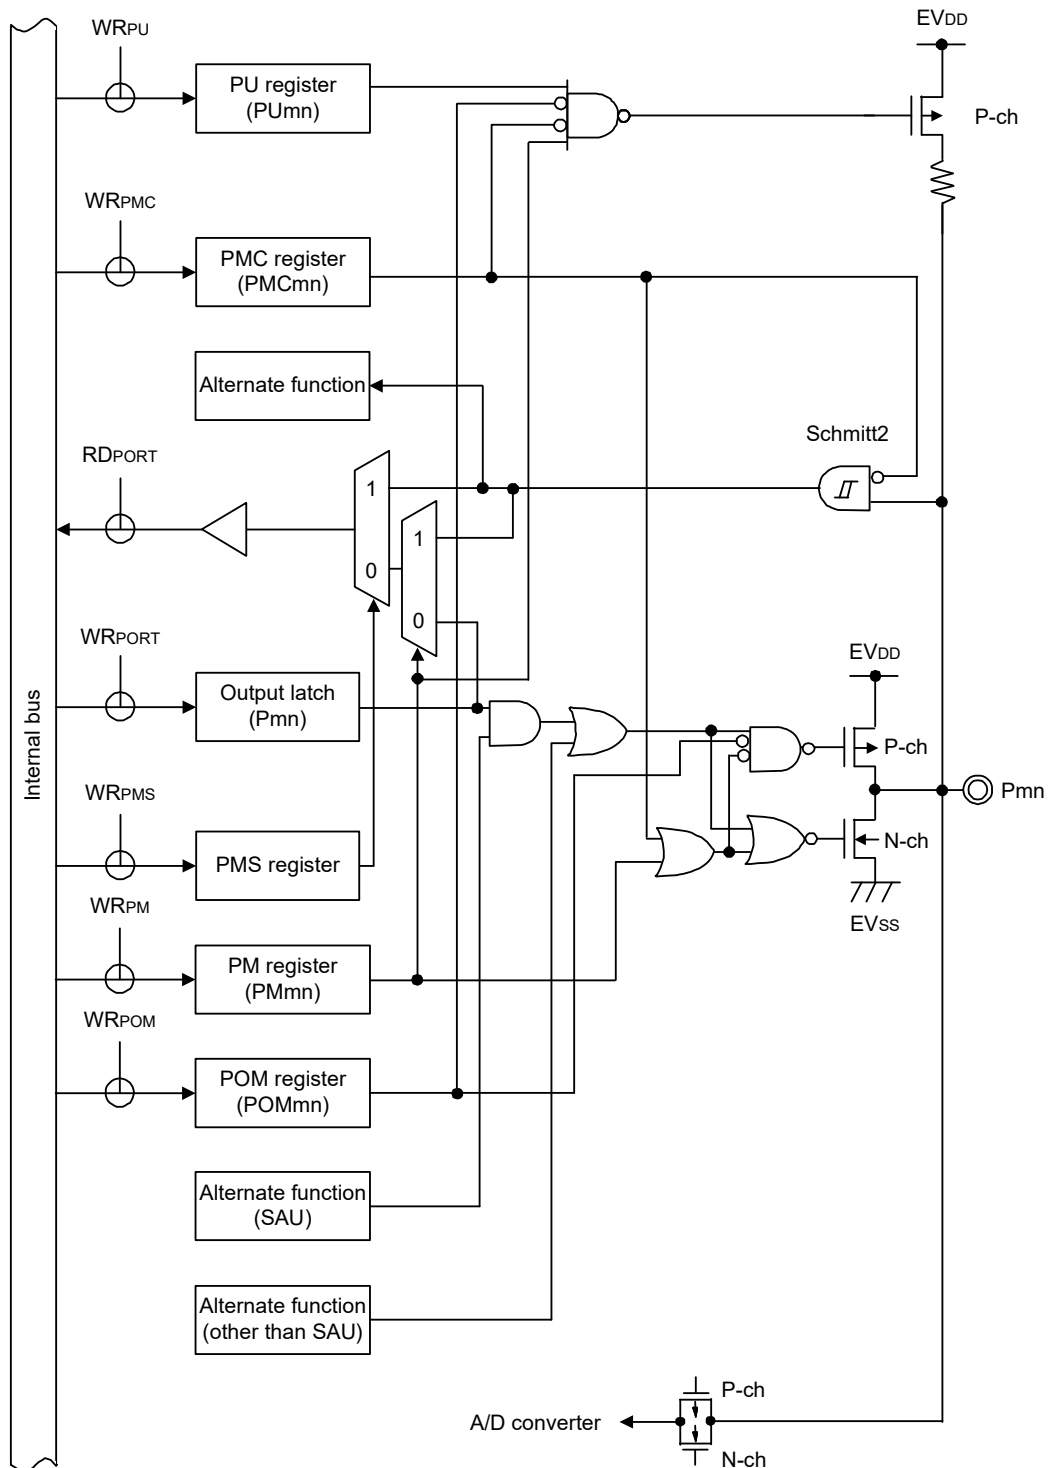 WRPU
EVDD
PU register
(PUmn)
P-ch
WRPMC
PMC register
(PMCmn)
Alternate function
Schmitt2
RDPORT
1
0
1
0
WRPORT
EVDD
Output latch
(Pmn)
P-ch
Internal bus
Pmn
WRPMS
PMS register
N-ch
WRPM
EVSS
PM register
(PMmn)
WRPOM
POM register
(POMmn)
Alternate function
(SAU)
Alternate function
(other than SAU)
P-ch
A/D converter
N-ch